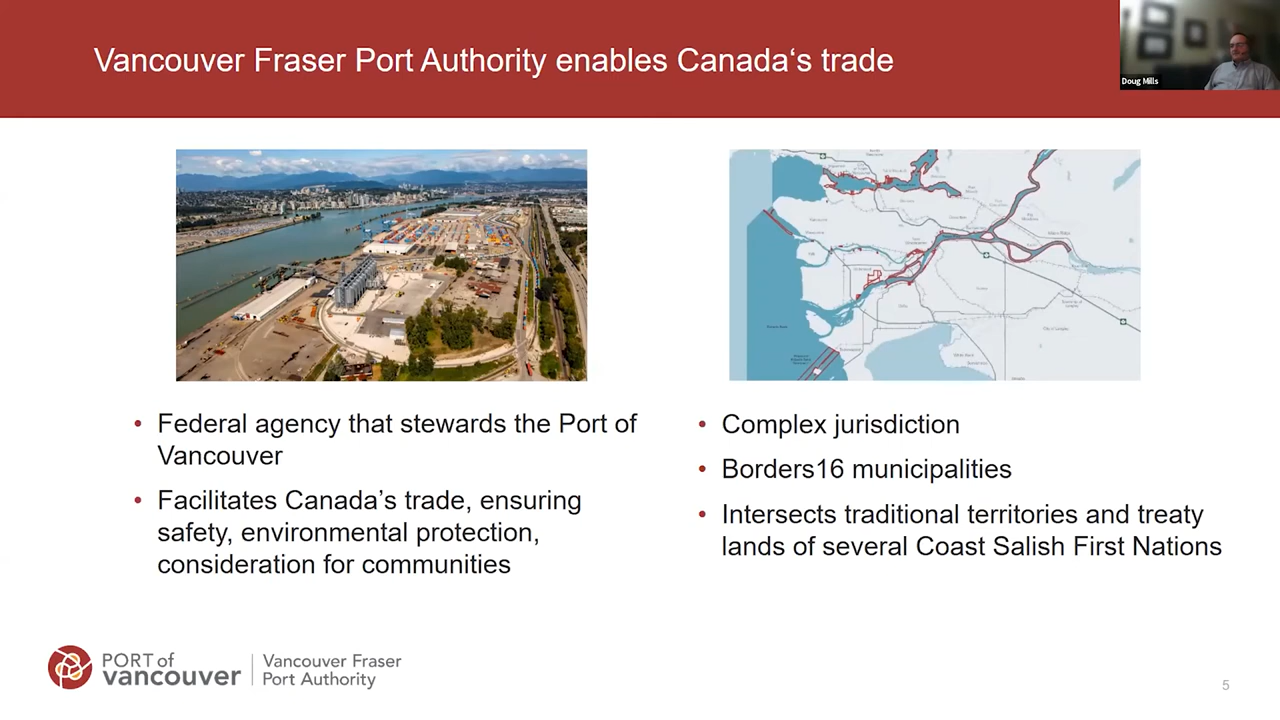 Vancouver Fraser Port Authority enables Canada‘s trade
Doug Mills
• Federal agency that stewards the Port of
Vancouver
• Facilitates Canada’s trade, ensuring
safety, environmental protection,
consideration for communities
• Complex jurisdiction
• Borders16 municipalities
• Intersects traditional territories and treaty
lands of several Coast Salish First Nations
PORT of
vancouver
Vancouver Fraser
Port Authority
5